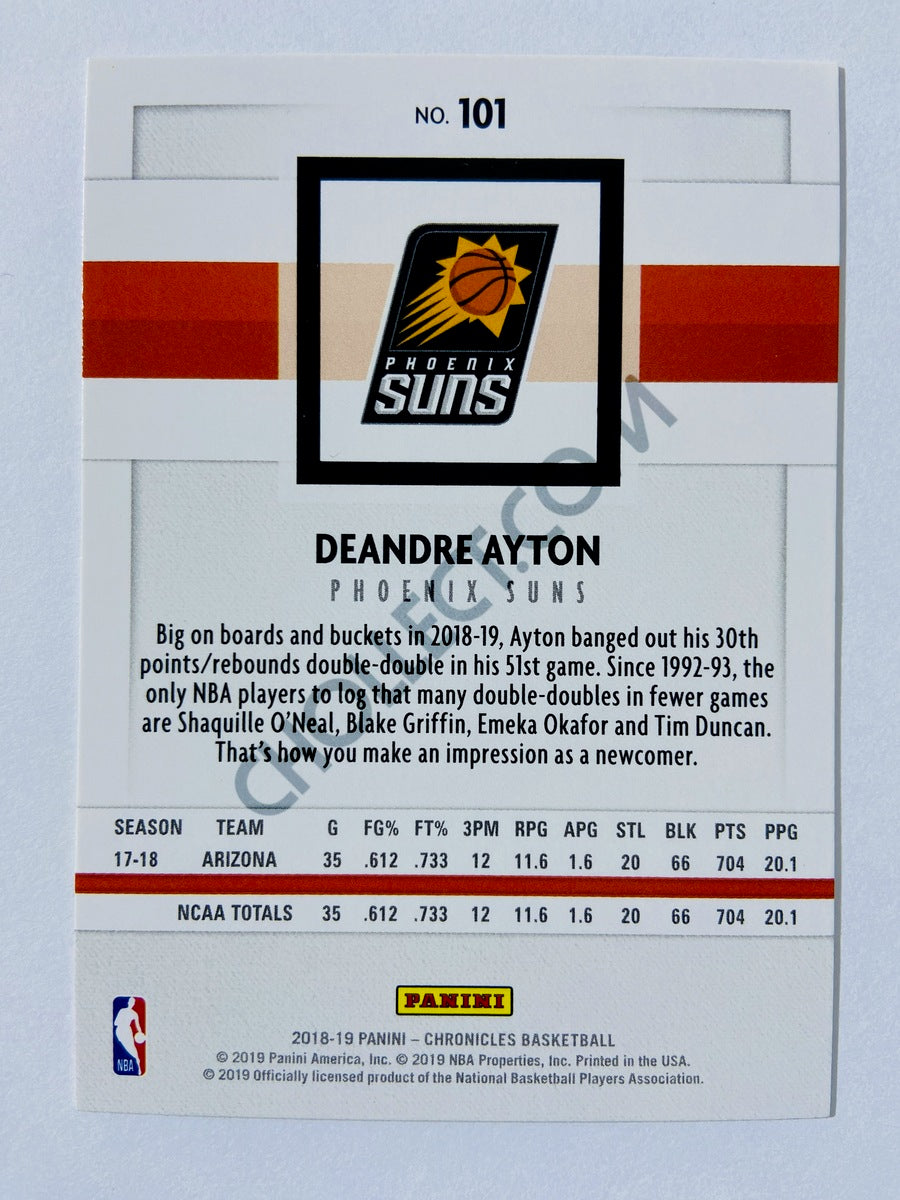 NO. 101
PHOENIX
SUNS
DEANDRE AYTON
PHOENIX SUNS
Big on boards and buckets in 2018-19, Ayton banged out his 30th
points/rebounds double-double in his 51st game. Since 1992-93, the
only NBA players to log that many double-doubles in fewer games
are Shaquille O'Neal, Blake Griffin, Emeka Okafor and Tim Duncan.
That's how you make an impression as a newcomer.
CHOLLECT.COM
SEASON TEAM G FG% FT% 3PM RPG APG STL BLK PTS PPG
17-18 ARIZONA 35 .612 .733 12 11.6 1.6 20 66 704 20.1
NCAA TOTALS 35 .612 .733 12 11.6 1.6 20 66 704 20.1
PANINI
NBA
2018-19 PANINI – CHRONICLES BASKETBALL
© 2019 Panini America, Inc. © 2019 NBA Properties, Inc. Printed in the USA.
© 2019 Officially licensed product of the National Basketball Players Association.